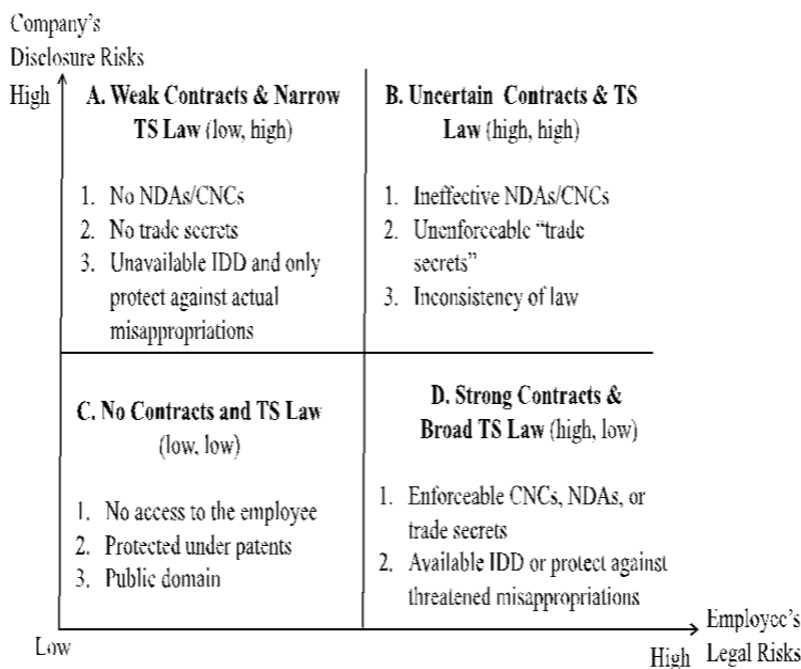 Company's
Disclosure Risks
High
A. Weak Contracts & Narrow
TS Law (low, high)
1. No NDAs/CNCs
2. No trade secrets
3. Unavailable IDD and only
protect against actual
misappropriations
B. Uncertain Contracts & TS
Law (high, high)
1. Ineffective NDAs/CNCs
2. Unenforceable "trade
secrets"
3. Inconsistency of law
C. No Contracts and TS Law
(low, low)
1. No access to the employee
2. Protected under patents
3. Public domain
D. Strong Contracts &
Broad TS Law (high, low)
1. Enforceable CNCs, NDAs, or
trade secrets
2. Available IDD or protect against
threatened misappropriations
Low
High
Employee's
Legal Risks